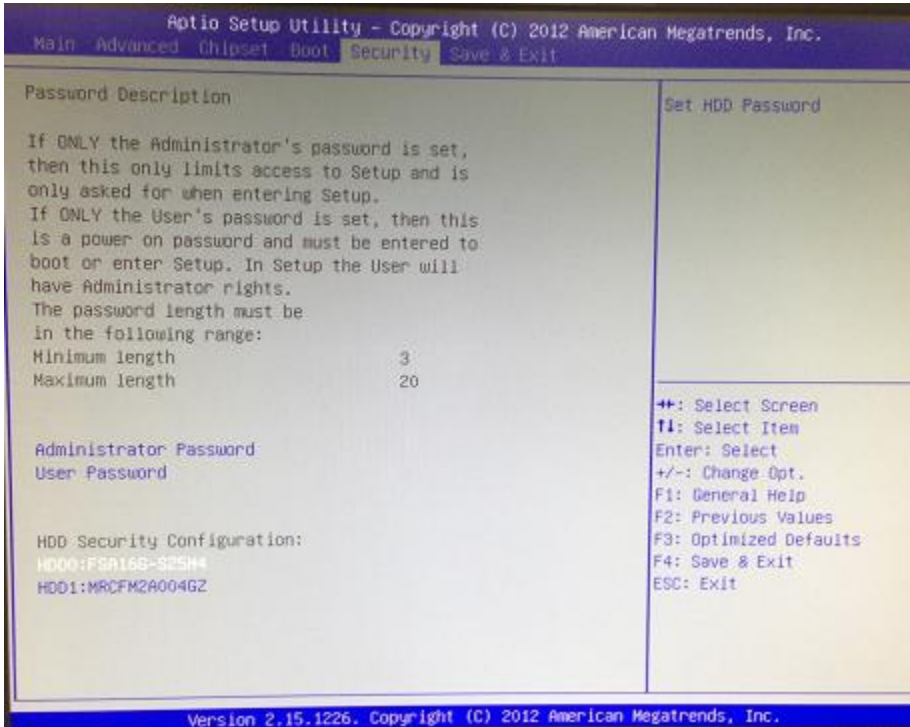 Aptio Setup Utility - Copyright (C) 2012 American Megatrends, Inc.
Main Advanced Chipset Boot Security Save & Exit
Password Description
If ONLY the Administrator's password is set,
then this only limits access to Setup and is
only asked for when entering Setup.
If ONLY the User's password is set, then this
is a power on password and must be entered to
boot or enter Setup. In Setup the User will
have Administrator rights.
The password length must be
in the following range:
Minimum length 3
Maximum length 20
Administrator Password
User Password
HDD Security Configuration:
HDD0:FSA16G-S25H4
HDD1:MRCFM2A004GZ
Set HDD Password
→←: Select Screen
↑↓: Select Item
Enter: Select
+/-: Change Opt.
F1: General Help
F2: Previous Values
F3: Optimized Defaults
F4: Save & Exit
ESC: Exit
Version 2.15.1226. Copyright (C) 2012 American Megatrends, Inc.